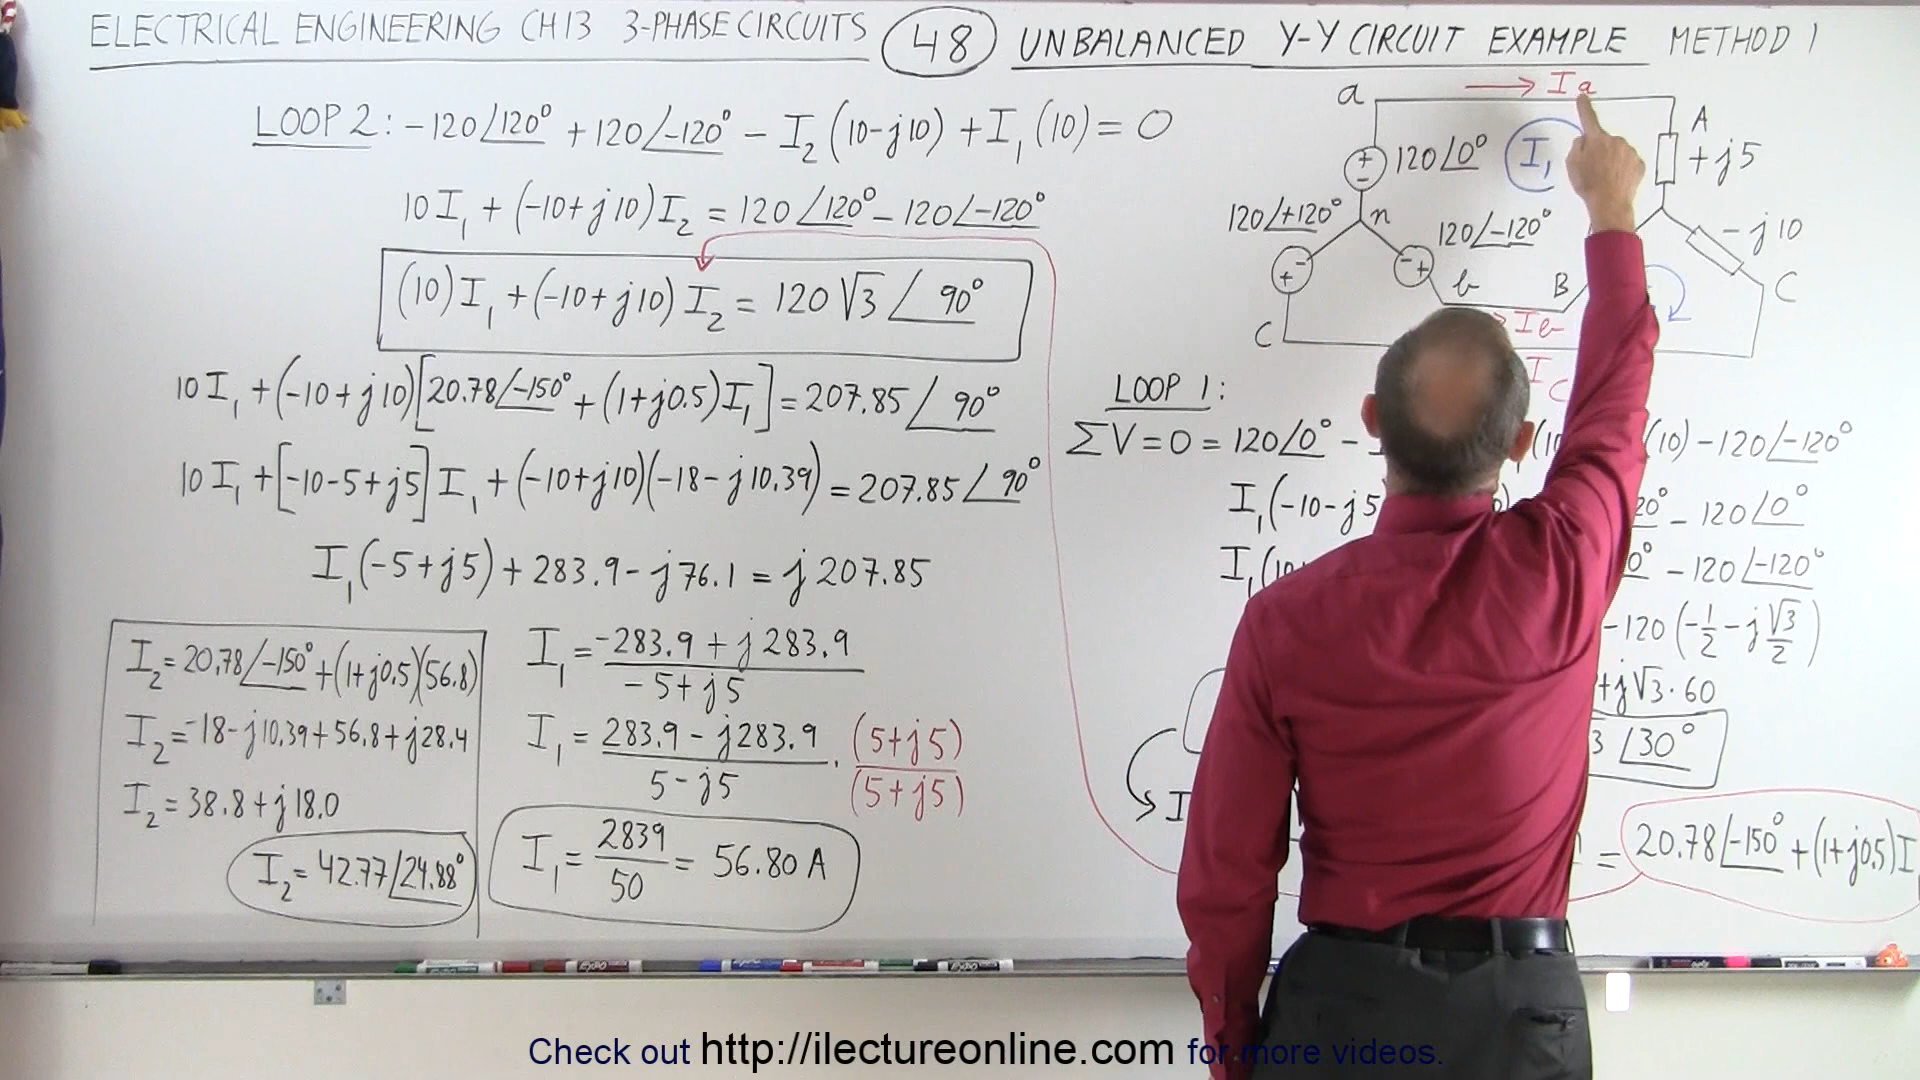 ELECTRICAL ENGINEERING CH 13 3-PHASE CIRCUITS 48 UNBALANCED Y-Y CIRCUIT EXAMPLE METHOD 1
LOOP 2: -120∠120° + 120∠-120° - I₂(10-j10) + I₁(10) = 0
10I₁ + (-10+j10)I₂ = 120∠120° - 120∠-120°
(10)I₁ + (-10+j10)I₂ = 120√3∠90°
10I₁ + (-10+j10)[20.78∠-150° + (1+j0.5)I₁] = 207.85∠90°
10I₁ + [-10-5+j5]I₁ + (-10+j10)(-18-j10.39) = 207.85∠90°
I₁(-5+j5) + 283.9 - j76.1 = j207.85
I₁ = -283.9 + j283.9 / -5+j5
I₁ = 283.9 - j283.9 / 5-j5 · (5+j5) / (5+j5)
I₁ = 2839 / 50 = 56.80 A
I₂ = 20.78∠-150° + (1+j0.5)(56.8)
I₂ = -18-j10.39+56.8+j28.4
I₂ = 38.8+j18.0
I₂ = 42.77∠24.88°
a
Ia
A
120∠0°
I₁
+j5
120∠+120°
n
120∠-120°
-j10
b
B
C
Ib
C
I
C
LOOP 1:
ΣV=0=120∠0° -
(10) - 120∠-120°
I₁(-10-j5
- 120∠0°
I₁(10
- 120∠-120°
-120(-1/2 - j√3/2)
+j√3·60
3∠30°
I
= 20.78∠-150° + (1+j0.5)I
Check out http://ilectureonline.com for more videos.